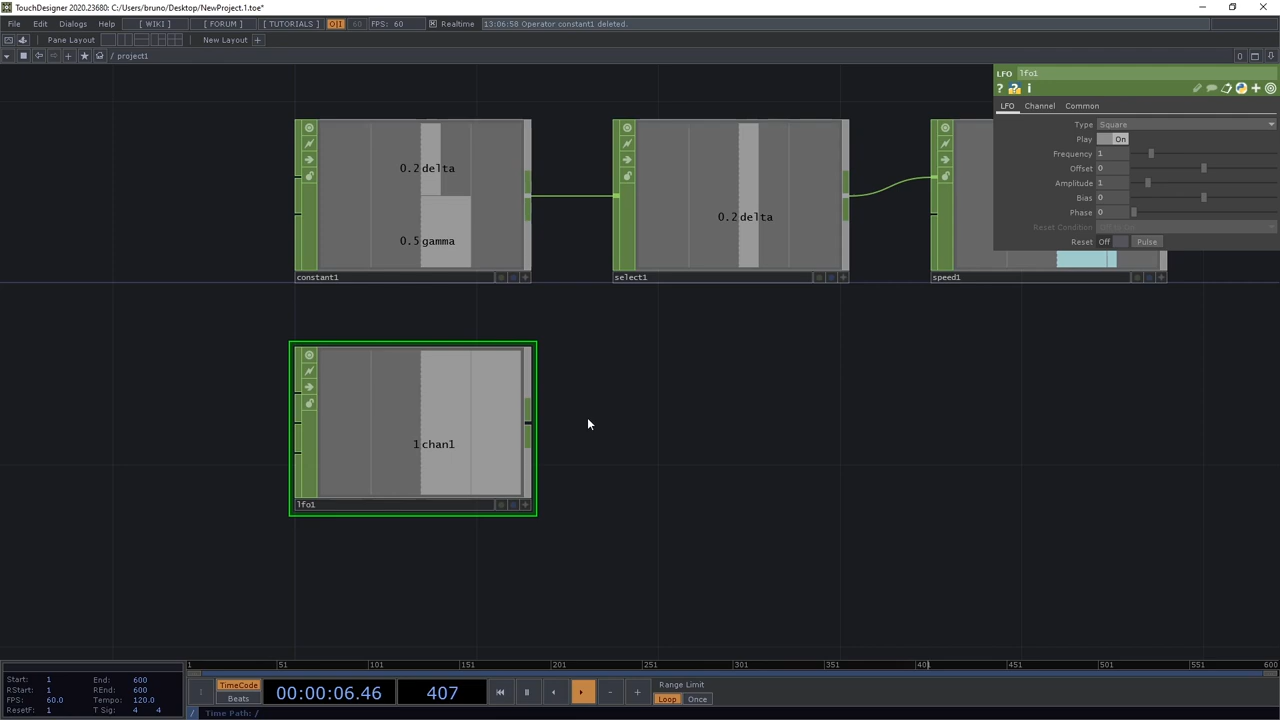 TouchDesigner 2020.23680: C:/Users/bruno/Desktop/NewProject.1.toe*
File Edit Dialogs Help [ WIKI ] [ FORUM ] [ TUTORIALS ] O|I 60 FPS: 60 Realtime 13:06:58 Operator constant1 deleted.
Pane Layout New Layout +
/ project1 0
LFO lfo1
? i
LFO Channel Common
Type Square
Play On
Frequency 1
Offset 0
Amplitude 1
Bias 0
Phase 0
Reset Condition
Reset Off Pulse
0.2 delta
0.5 gamma
constant1
0.2 delta
select1
speed1
1 chan1
lfo1
1 51 101 151 201 251 301 351 401 451 501 551 600
Start: 1 End: 600
RStart: 1 REnd: 600
FPS: 60.0 Tempo: 120.0
ResetF: 1 T Sig: 4 4
TimeCode
Beats
00:00:06.46
407
Range Limit
Loop Once
/ Time Path: /